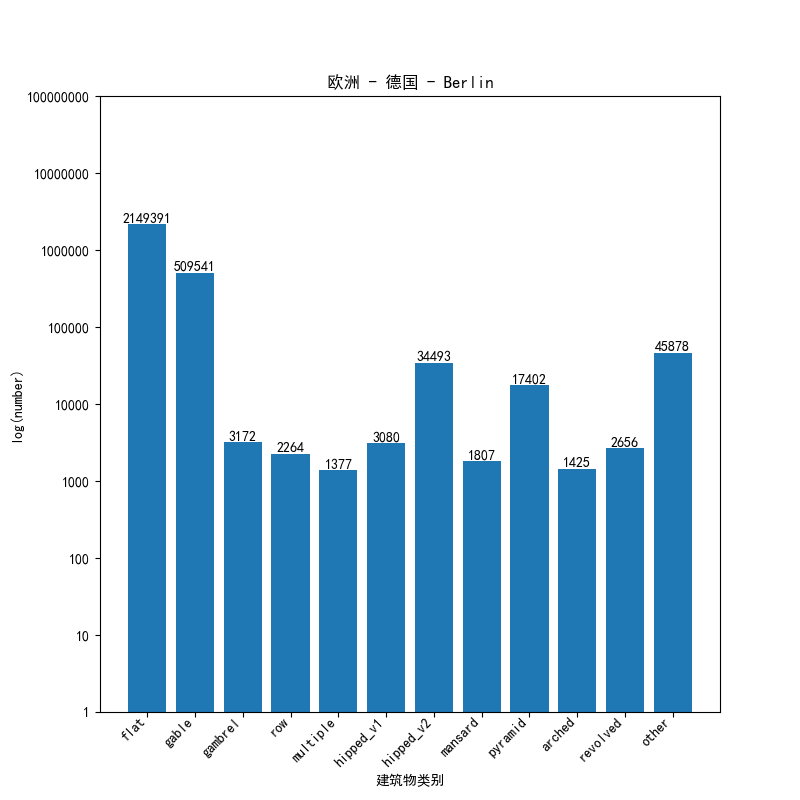 欧洲 - 德国 - Berlin
100000000
10000000
1000000
100000
10000
1000
100
10
1
log(number)
2149391
509541
3172
2264
1377
3080
34493
1807
17402
1425
2656
45878
flat
gable
gambrel
row
multiple
hipped_v1
hipped_v2
mansard
pyramid
arched
revolved
other
建筑物类别